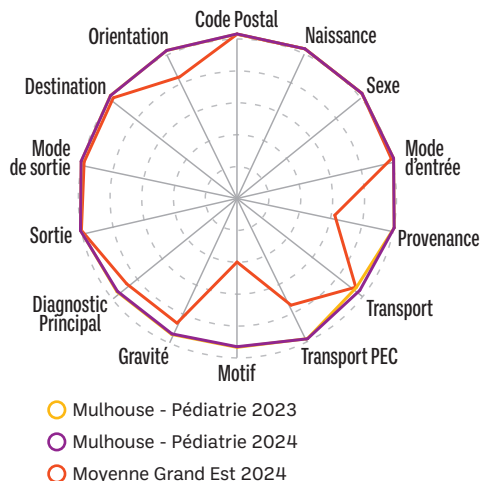 Code Postal
Orientation
Naissance
Destination
Sexe
Mode
de sortie
Mode
d'entrée
Sortie
Provenance
Diagnostic
Principal
Transport
Gravité
Transport PEC
Motif
Mulhouse - Pédiatrie 2023
Mulhouse - Pédiatrie 2024
Moyenne Grand Est 2024